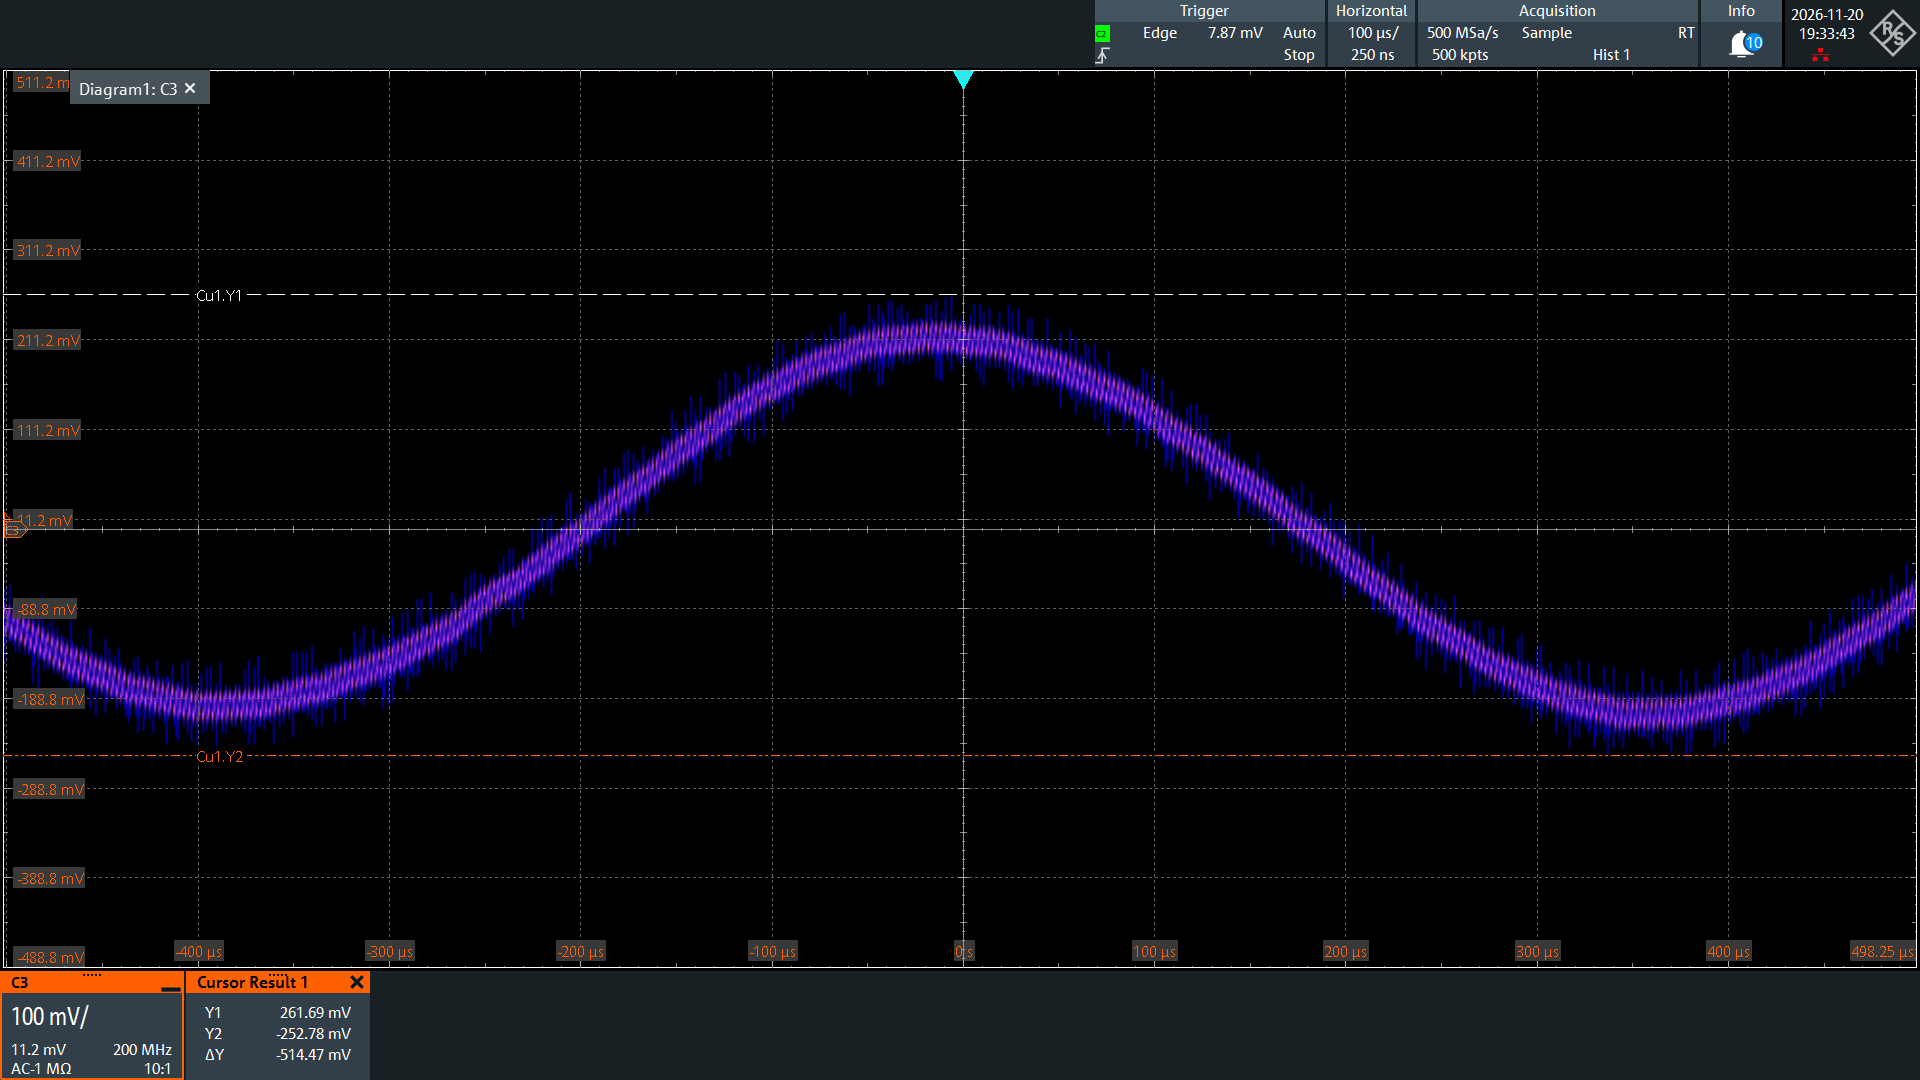 Trigger
C2
Edge
7.87 mV
Auto
Stop
Horizontal
100 µs/
250 ns
Acquisition
500 MSa/s
Sample
RT
500 kpts
Hist 1
Info
10
2026-11-20
19:33:43
R S
Diagram1: C3 ×
511.2 m
411.2 mV
311.2 mV
Cu1.Y1
211.2 mV
111.2 mV
11.2 mV
C3
-88.8 mV
-188.8 mV
Cu1.Y2
-288.8 mV
-388.8 mV
-488.8 mV
-400 µs
-300 µs
-200 µs
-100 µs
0 s
100 µs
200 µs
300 µs
400 µs
498.25 µs
C3
100 mV/
11.2 mV 200 MHz
AC-1 MΩ 10:1
Cursor Result 1
Y1 261.69 mV
Y2 -252.78 mV
ΔY -514.47 mV